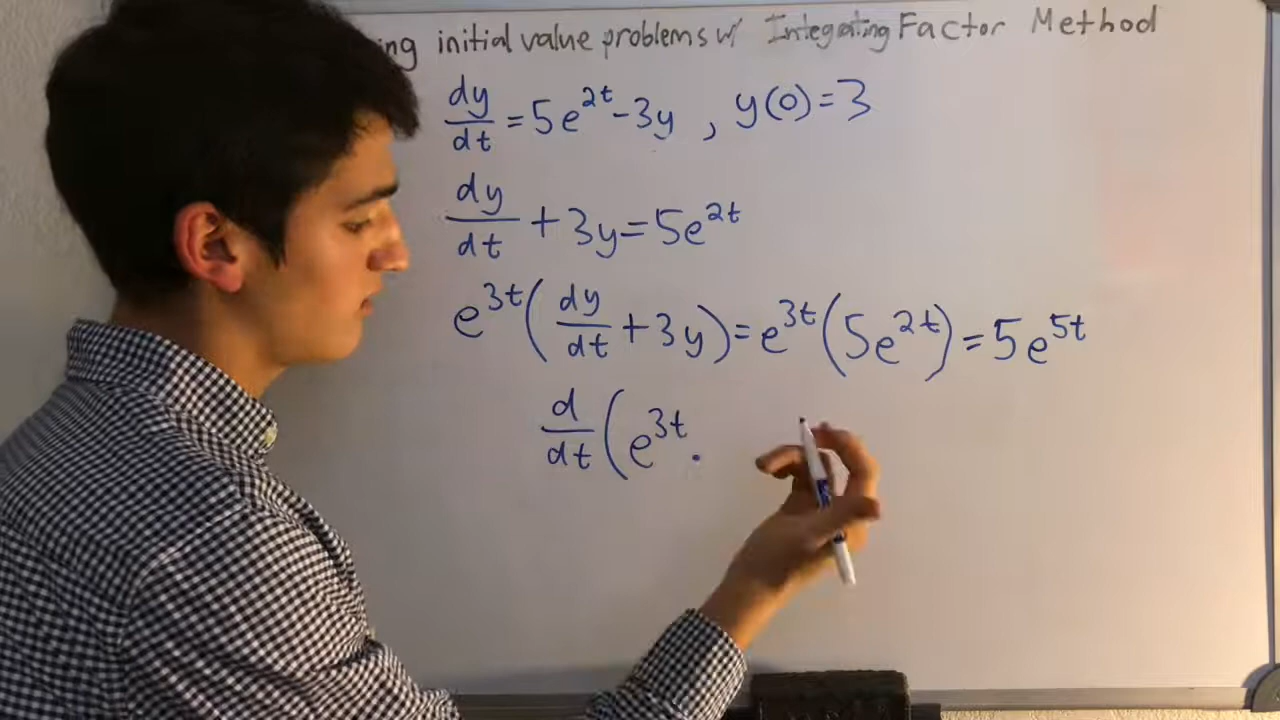 initial value problems w/ Integrating Factor Method
dy/dt = 5e^{2t} - 3y , y(0) = 3
dy/dt + 3y = 5e^{2t}
e^{3t}(dy/dt + 3y) = e^{3t}(5e^{2t}) = 5e^{5t}
d/dt (e^{3t} ·